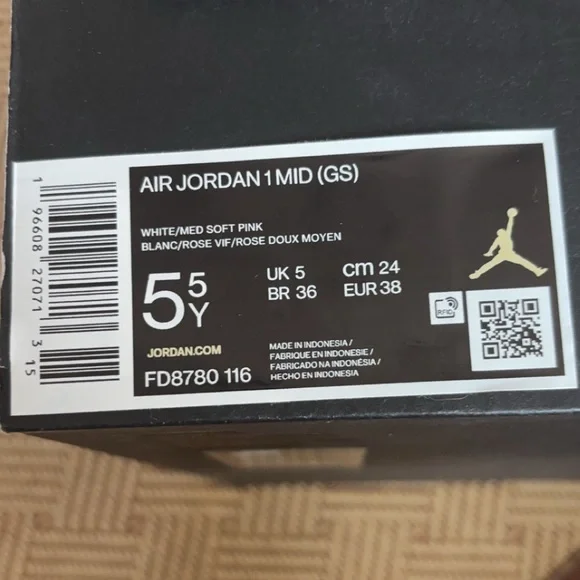 AIR JORDAN 1 MID (GS)
WHITE/MED SOFT PINK
BLANC/ROSE VIF/ROSE DOUX MOYEN
5 5 Y
UK 5 cm 24
BR 36 EUR 38
RFID
JORDAN.COM
FD8780 116
MADE IN INDONESIA /
FABRIQUE EN INDONESIE /
FABRICADO NA INDONÉSIA /
HECHO EN INDONESIA
1 96608 27071 3 15